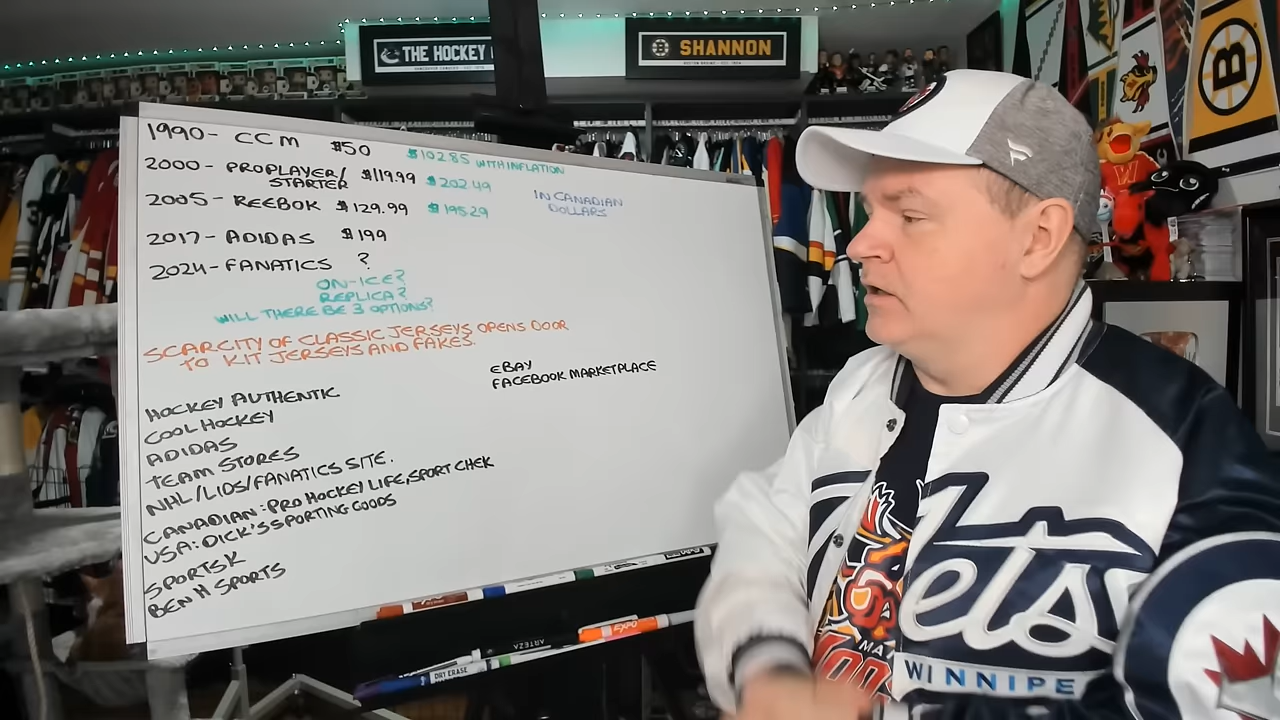 THE HOCKEY
SHANNON
1990- CCM $50 $102.85 WITH INFLATION
2000- PROPLAYER/
STARTER $119.99 $202.49
2005- REEBOK $129.99 $195.29
IN CANADIAN
DOLLARS
2017- ADIDAS $199
2024- FANATICS ?
ON-ICE?
REPLICA?
WILL THERE BE 3 OPTIONS?
SCARCITY OF CLASSIC JERSEYS OPENS DOOR
TO KIT JERSEYS AND FAKES.
eBAY
FACEBOOK MARKETPLACE
HOCKEY AUTHENTIC
COOL HOCKEY
ADIDAS
TEAM STORES
NHL/LIDS/FANATICS SITE.
CANADIAN: PRO HOCKEY LIFE, SPORT CHEK
USA: DICK'S SPORTING GOODS
SPORTSK
BEN H SPORTS
EXPO
ARTEZA
DRY ERASE
Jets
WINNIPE
B
W